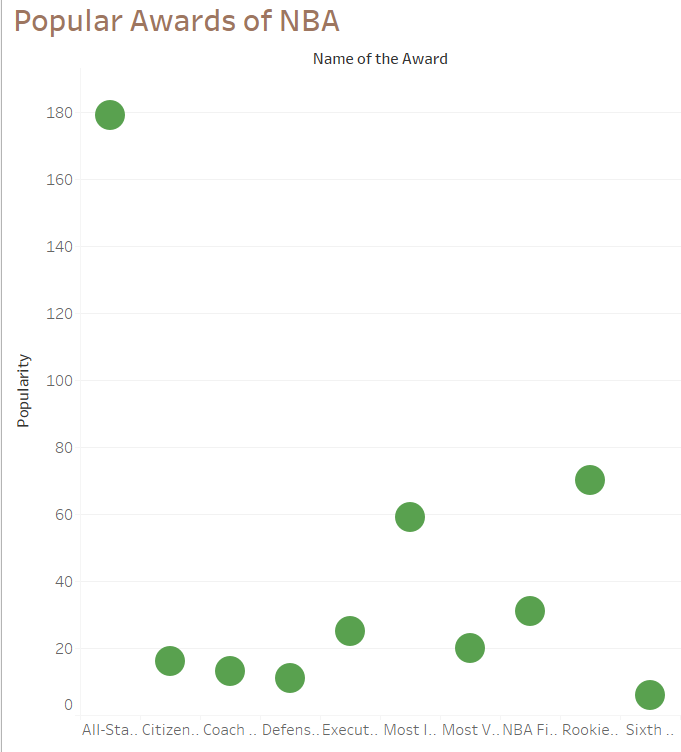 Popular Awards of NBA
Name of the Award
180
160
140
120
100
80
60
40
20
0
Popularity
All-Sta.. Citizen.. Coach .. Defens.. Execut.. Most I.. Most V.. NBA Fi.. Rookie.. Sixth ..